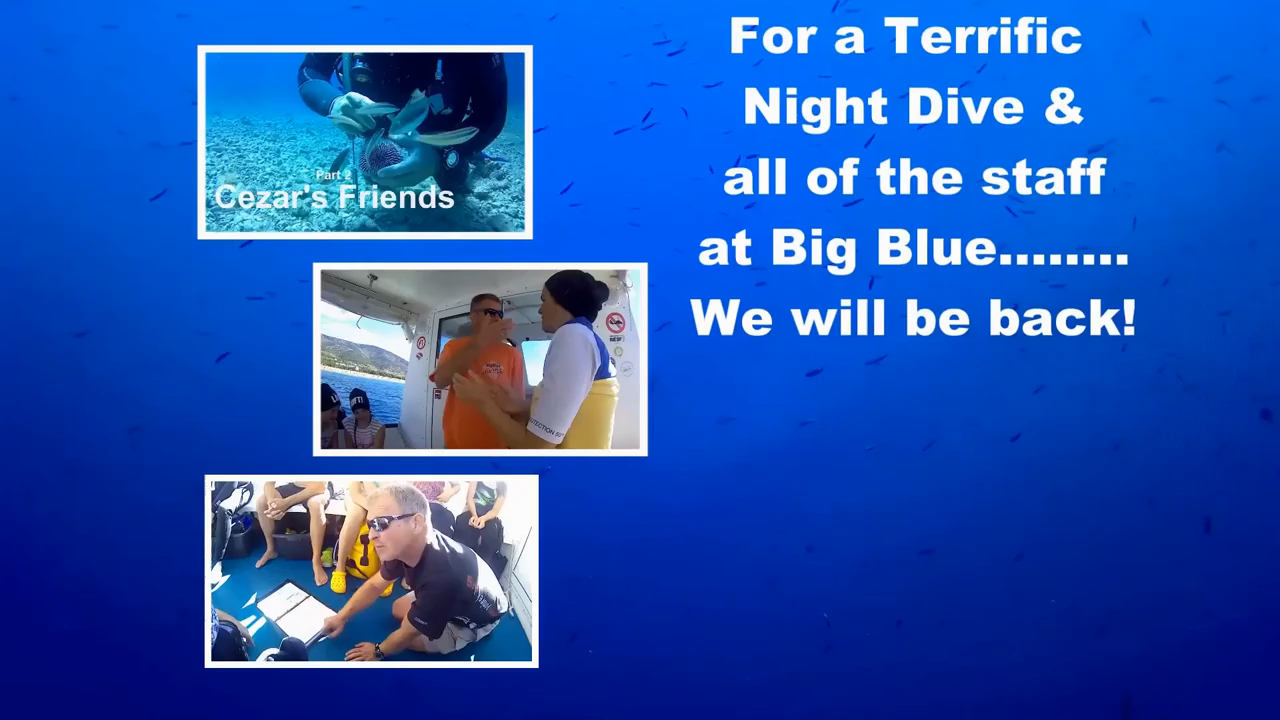 For a Terrific
Night Dive &
all of the staff
at Big Blue........
We will be back!
Part 2
Cezar's Friends